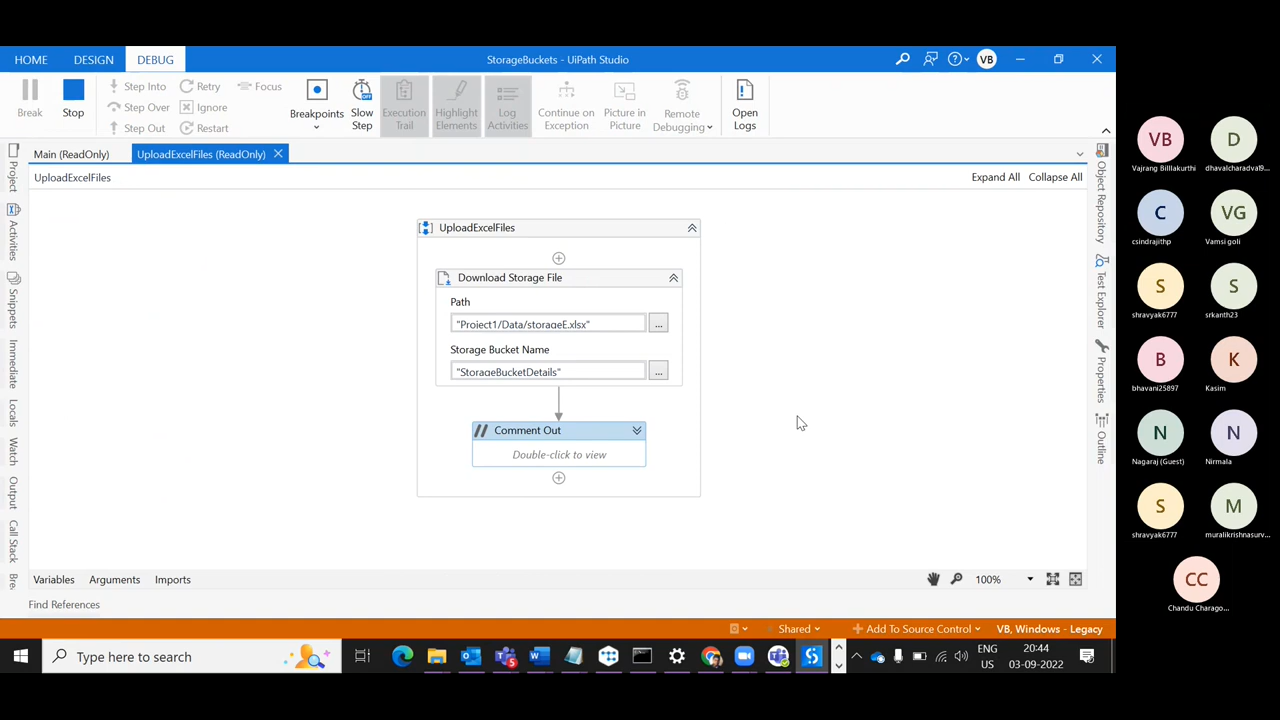 HOME
DESIGN
DEBUG
StorageBuckets - UiPath Studio
VB
Break
Stop
Step Into
Step Over
Step Out
Retry
Ignore
Restart
Focus
Breakpoints
Slow Step
Execution Trail
Highlight Elements
Log Activities
Continue on Exception
Picture in Picture
Remote Debugging
Open Logs
Main (ReadOnly)
UploadExcelFiles (ReadOnly)
UploadExcelFiles
Expand All
Collapse All
Project
Activities
Snippets
Immediate
Locals
Watch
Output
Call Stack
Bre
UploadExcelFiles
Download Storage File
Path
"Project1/Data/storageE.xlsx"
...
Storage Bucket Name
"StorageBucketDetails"
...
// Comment Out
Double-click to view
Object Repository
Test Explorer
Properties
Outline
Variables
Arguments
Imports
100%
Find References
Shared
Add To Source Control
VB, Windows - Legacy
Type here to search
ENG
US
20:44
03-09-2022
VB
Vajrang Billlakurthi
D
dhavalcharadval9...
C
csindrajithp
VG
Vamsi goli
S
shravyak6777
S
srkanth23
B
bhavani25897
K
Kasim
N
Nagaraj (Guest)
N
Nirmala
S
shravyak6777
M
muralikrishnasurv...
CC
Chandu Charago...